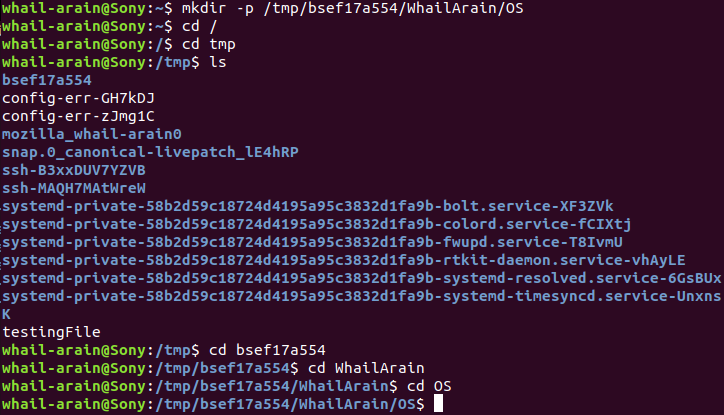 whail-arain@Sony:~$ mkdir -p /tmp/bsef17a554/WhailArain/OS
whail-arain@Sony:~$ cd /
whail-arain@Sony:/$ cd tmp
whail-arain@Sony:/tmp$ ls
bsef17a554
config-err-GH7kDJ
config-err-zJmg1C
mozilla_whail-arain0
snap.0_canonical-livepatch_lE4hRP
ssh-B3xxDUV7YZVB
ssh-MAQH7MAtWreW
systemd-private-58b2d59c18724d4195a95c3832d1fa9b-bolt.service-XF3ZVk
systemd-private-58b2d59c18724d4195a95c3832d1fa9b-colord.service-fCIXtj
systemd-private-58b2d59c18724d4195a95c3832d1fa9b-fwupd.service-T8IvmU
systemd-private-58b2d59c18724d4195a95c3832d1fa9b-rtkit-daemon.service-vhAyLE
systemd-private-58b2d59c18724d4195a95c3832d1fa9b-systemd-resolved.service-6GsBUx
systemd-private-58b2d59c18724d4195a95c3832d1fa9b-systemd-timesyncd.service-Unxns
K
testingFile
whail-arain@Sony:/tmp$ cd bsef17a554
whail-arain@Sony:/tmp/bsef17a554$ cd WhailArain
whail-arain@Sony:/tmp/bsef17a554/WhailArain$ cd OS
whail-arain@Sony:/tmp/bsef17a554/WhailArain/OS$